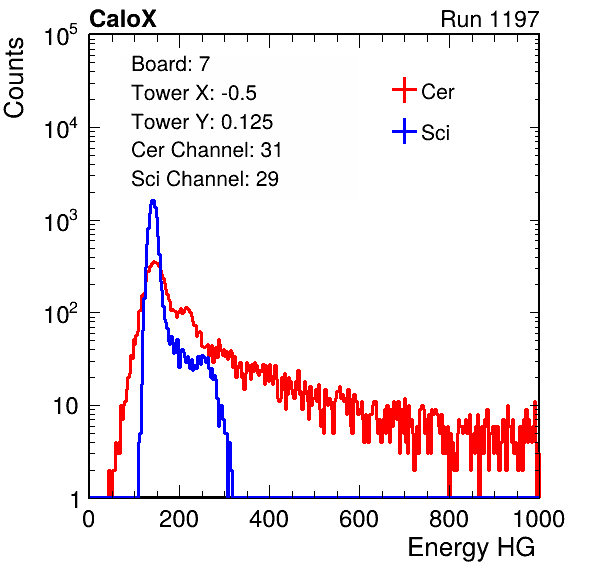 CaloX Run 1197
Counts
10^5
10^4
10^3
10^2
10
1
Board: 7
Tower X: -0.5
Tower Y: 0.125
Cer Channel: 31
Sci Channel: 29
Cer
Sci
0 200 400 600 800 1000
Energy HG